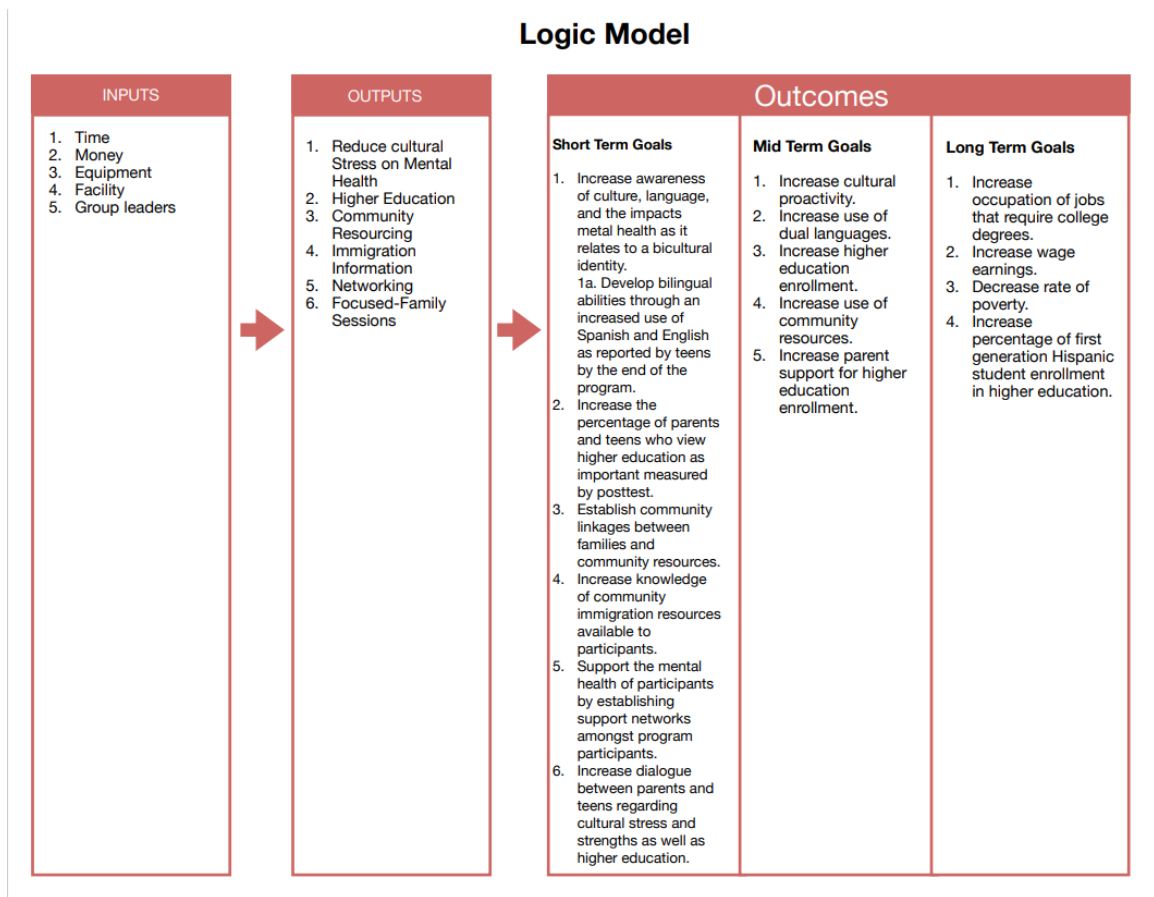 Logic Model
INPUTS
1. Time
2. Money
3. Equipment
4. Facility
5. Group leaders
OUTPUTS
1. Reduce cultural
Stress on Mental
Health
2. Higher Education
3. Community
Resourcing
4. Immigration
Information
5. Networking
6. Focused-Family
Sessions
Outcomes
Short Term Goals
1. Increase awareness
of culture, language,
and the impacts
metal health as it
relates to a bicultural
identity.
1a. Develop bilingual
abilities through an
increased use of
Spanish and English
as reported by teens
by the end of the
program.
2. Increase the
percentage of parents
and teens who view
higher education as
important measured
by posttest.
3. Establish community
linkages between
families and
community resources.
4. Increase knowledge
of community
immigration resources
available to
participants.
5. Support the mental
health of participants
by establishing
support networks
amongst program
participants.
6. Increase dialogue
between parents and
teens regarding
cultural stress and
strengths as well as
higher education.
Mid Term Goals
1. Increase cultural
proactivity.
2. Increase use of
dual languages.
3. Increase higher
education
enrollment.
4. Increase use of
community
resources.
5. Increase parent
support for higher
education
enrollment.
Long Term Goals
1. Increase
occupation of jobs
that require college
degrees.
2. Increase wage
earnings.
3. Decrease rate of
poverty.
4. Increase
percentage of first
generation Hispanic
student enrollment
in higher education.